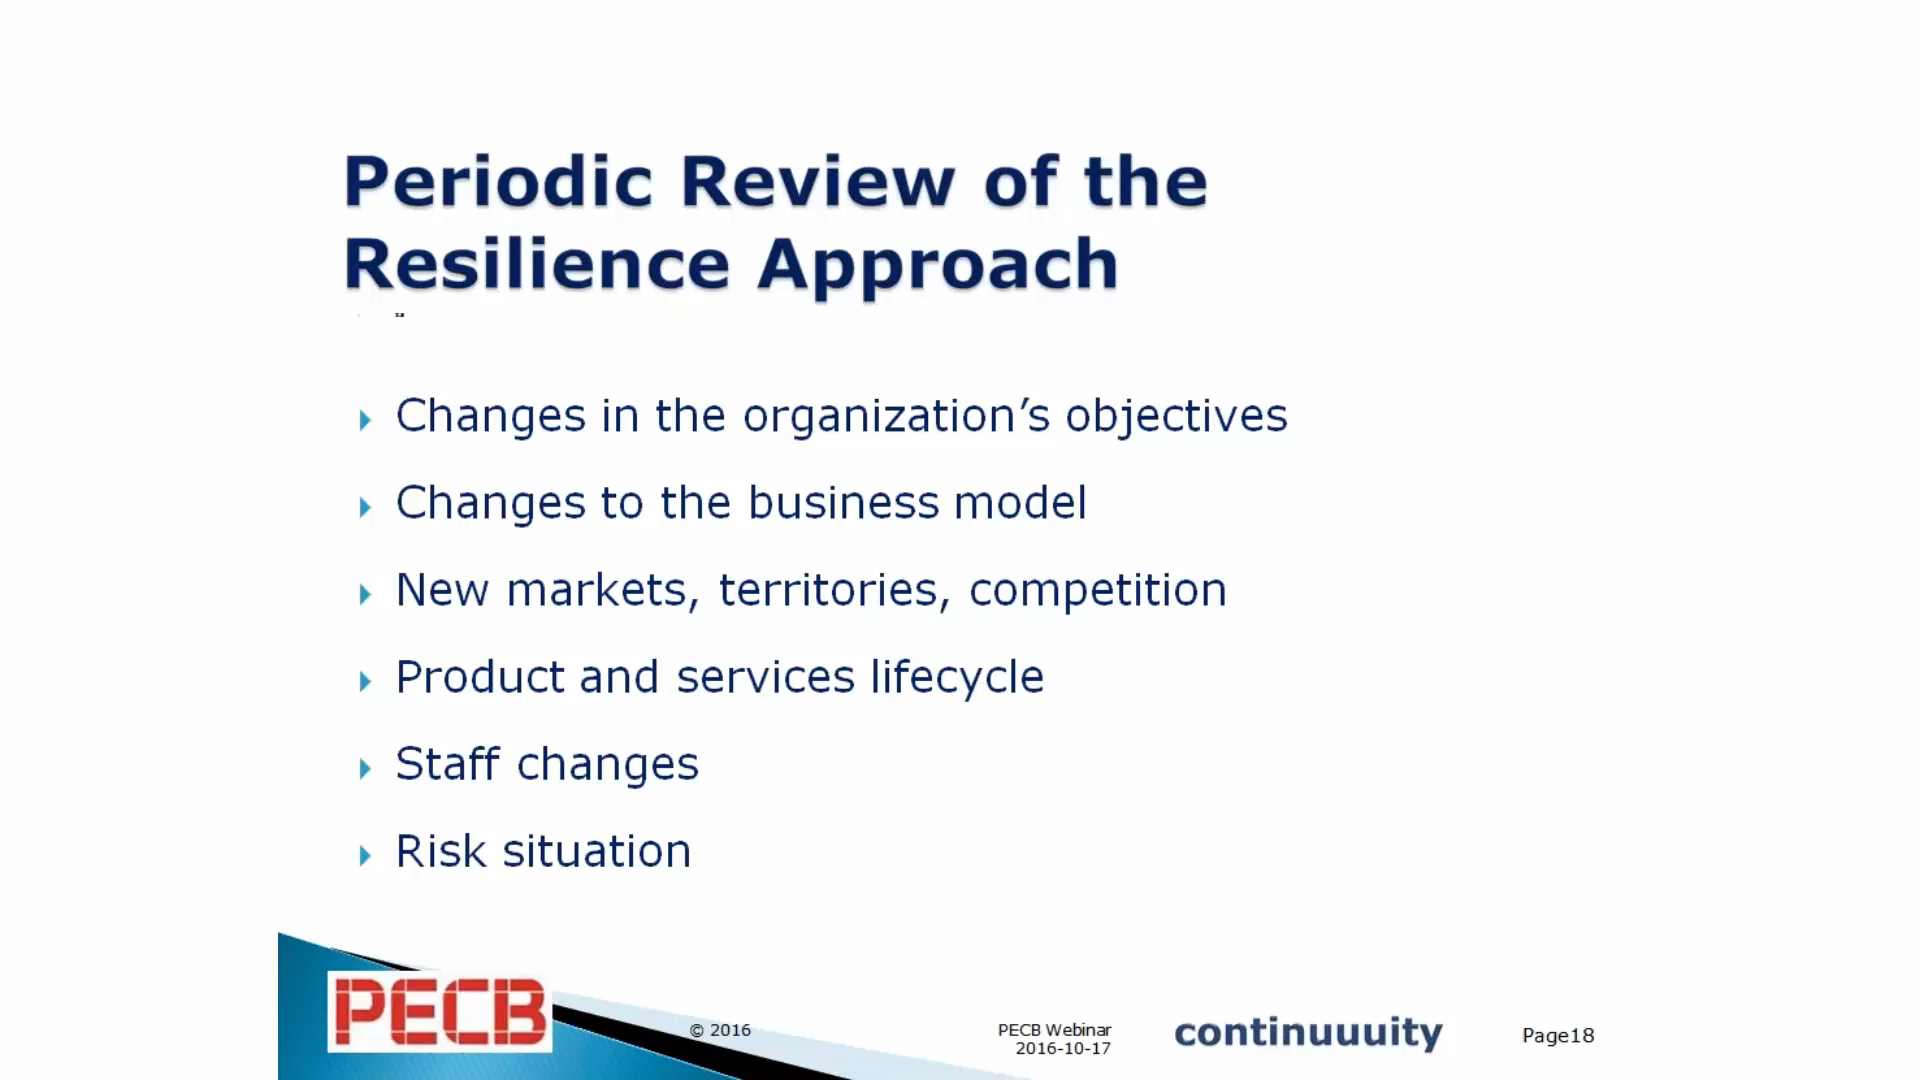 Periodic Review of the
Resilience Approach
Changes in the organization’s objectives
Changes to the business model
New markets, territories, competition
Product and services lifecycle
Staff changes
Risk situation
PECB
© 2016
PECB Webinar
2016-10-17
continuuuity
Page18